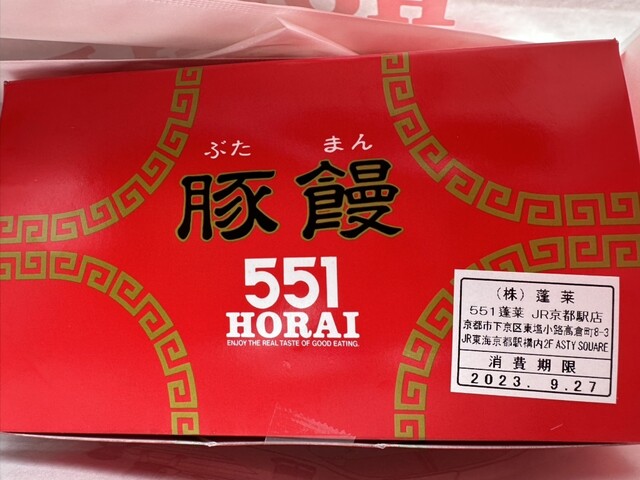 ぶた まん
豚饅
551
HORAI
ENJOY THE REAL TASTE OF GOOD EATING.
(株) 蓬莱
551蓬莱 JR京都駅店
京都市下京区東塩小路高倉町8-3
JR東海京都駅構内2F ASTY SQUARE
消費期限
2023. 9.27